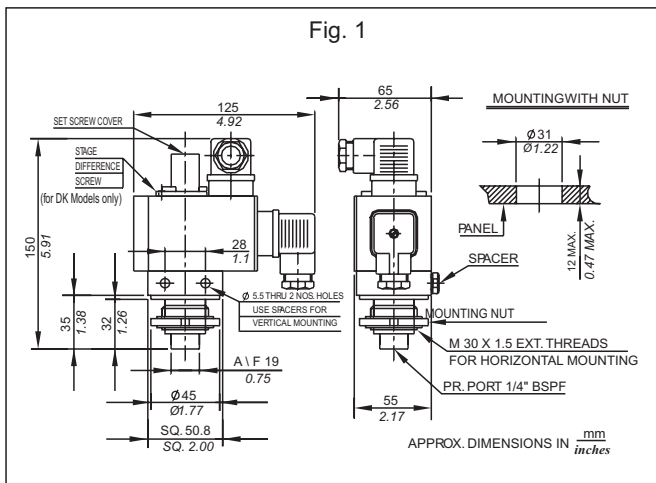 Fig. 1
SET SCREW COVER
STAGE
DIFFERENCE
SCREW
(for DK Models only)
125
4.92
150
5.91
28
1.1
35
1.38
32
1.26
Ø 5.5 THRU 2 NOS. HOLES
USE SPACERS FOR
VERTICAL MOUNTING
A \ F 19
0.75
Ø45
Ø1.77
SQ. 50.8
SQ. 2.00
65
2.56
55
2.17
MOUNTINGWITH NUT
Ø31
Ø1.22
PANEL
12 MAX.
0.47 MAX.
SPACER
MOUNTING NUT
M 30 X 1.5 EXT. THREADS
FOR HORIZONTAL MOUNTING
PR. PORT 1/4" BSPF
APPROX. DIMENSIONS IN mm
inches